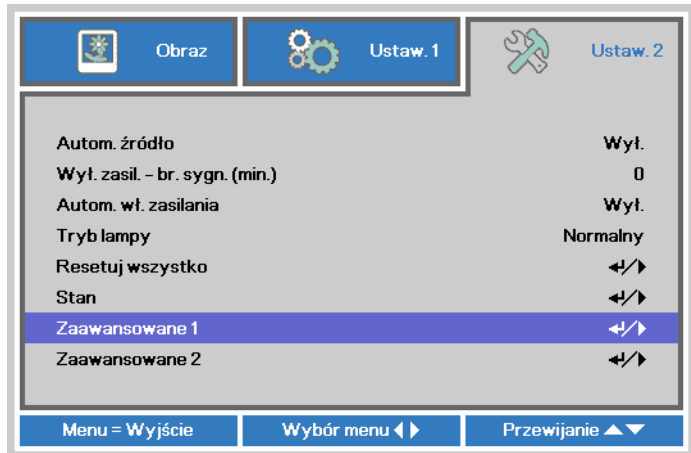 Obraz
Ustaw. 1
Ustaw. 2
Autom. źródło Wył.
Wył. zasil. – br. sygn. (min.) 0
Autom. wł. zasilania Wył.
Tryb lampy Normalny
Resetuj wszystko ↵/▶
Stan ↵/▶
Zaawansowane 1 ↵/▶
Zaawansowane 2 ↵/▶
Menu = Wyjście
Wybór menu ◀ ▶
Przewijanie ▲▼